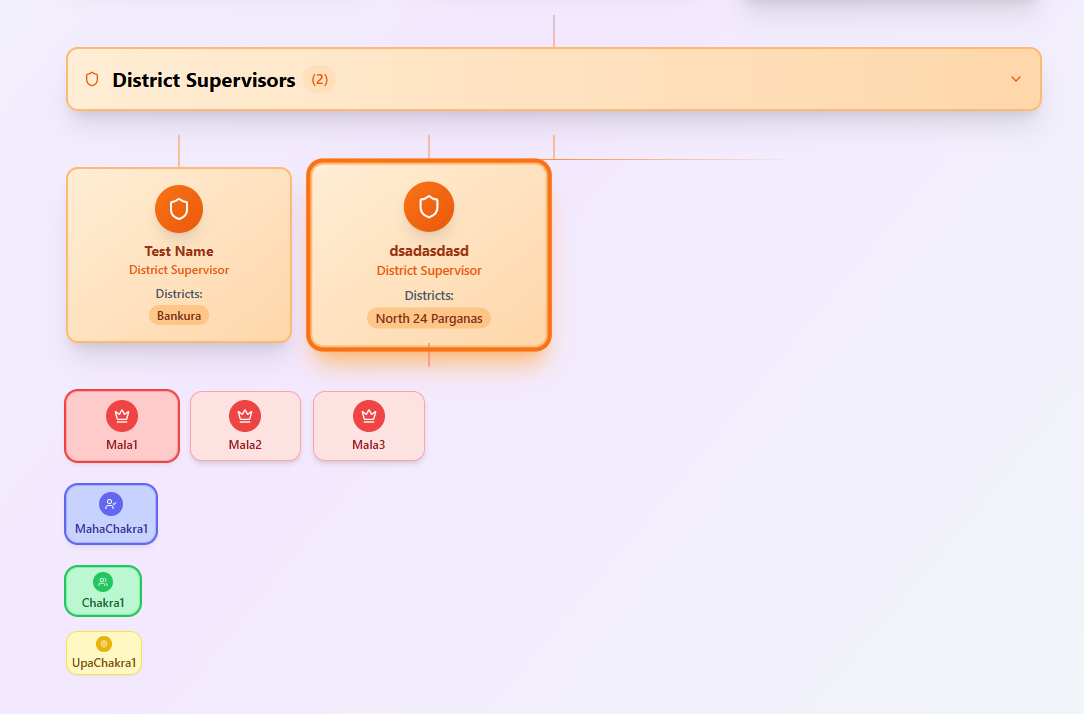 District Supervisors (2)
Test Name
District Supervisor
Districts:
Bankura
dsadasdasd
District Supervisor
Districts:
North 24 Parganas
Mala1
Mala2
Mala3
MahaChakra1
Chakra1
UpaChakra1